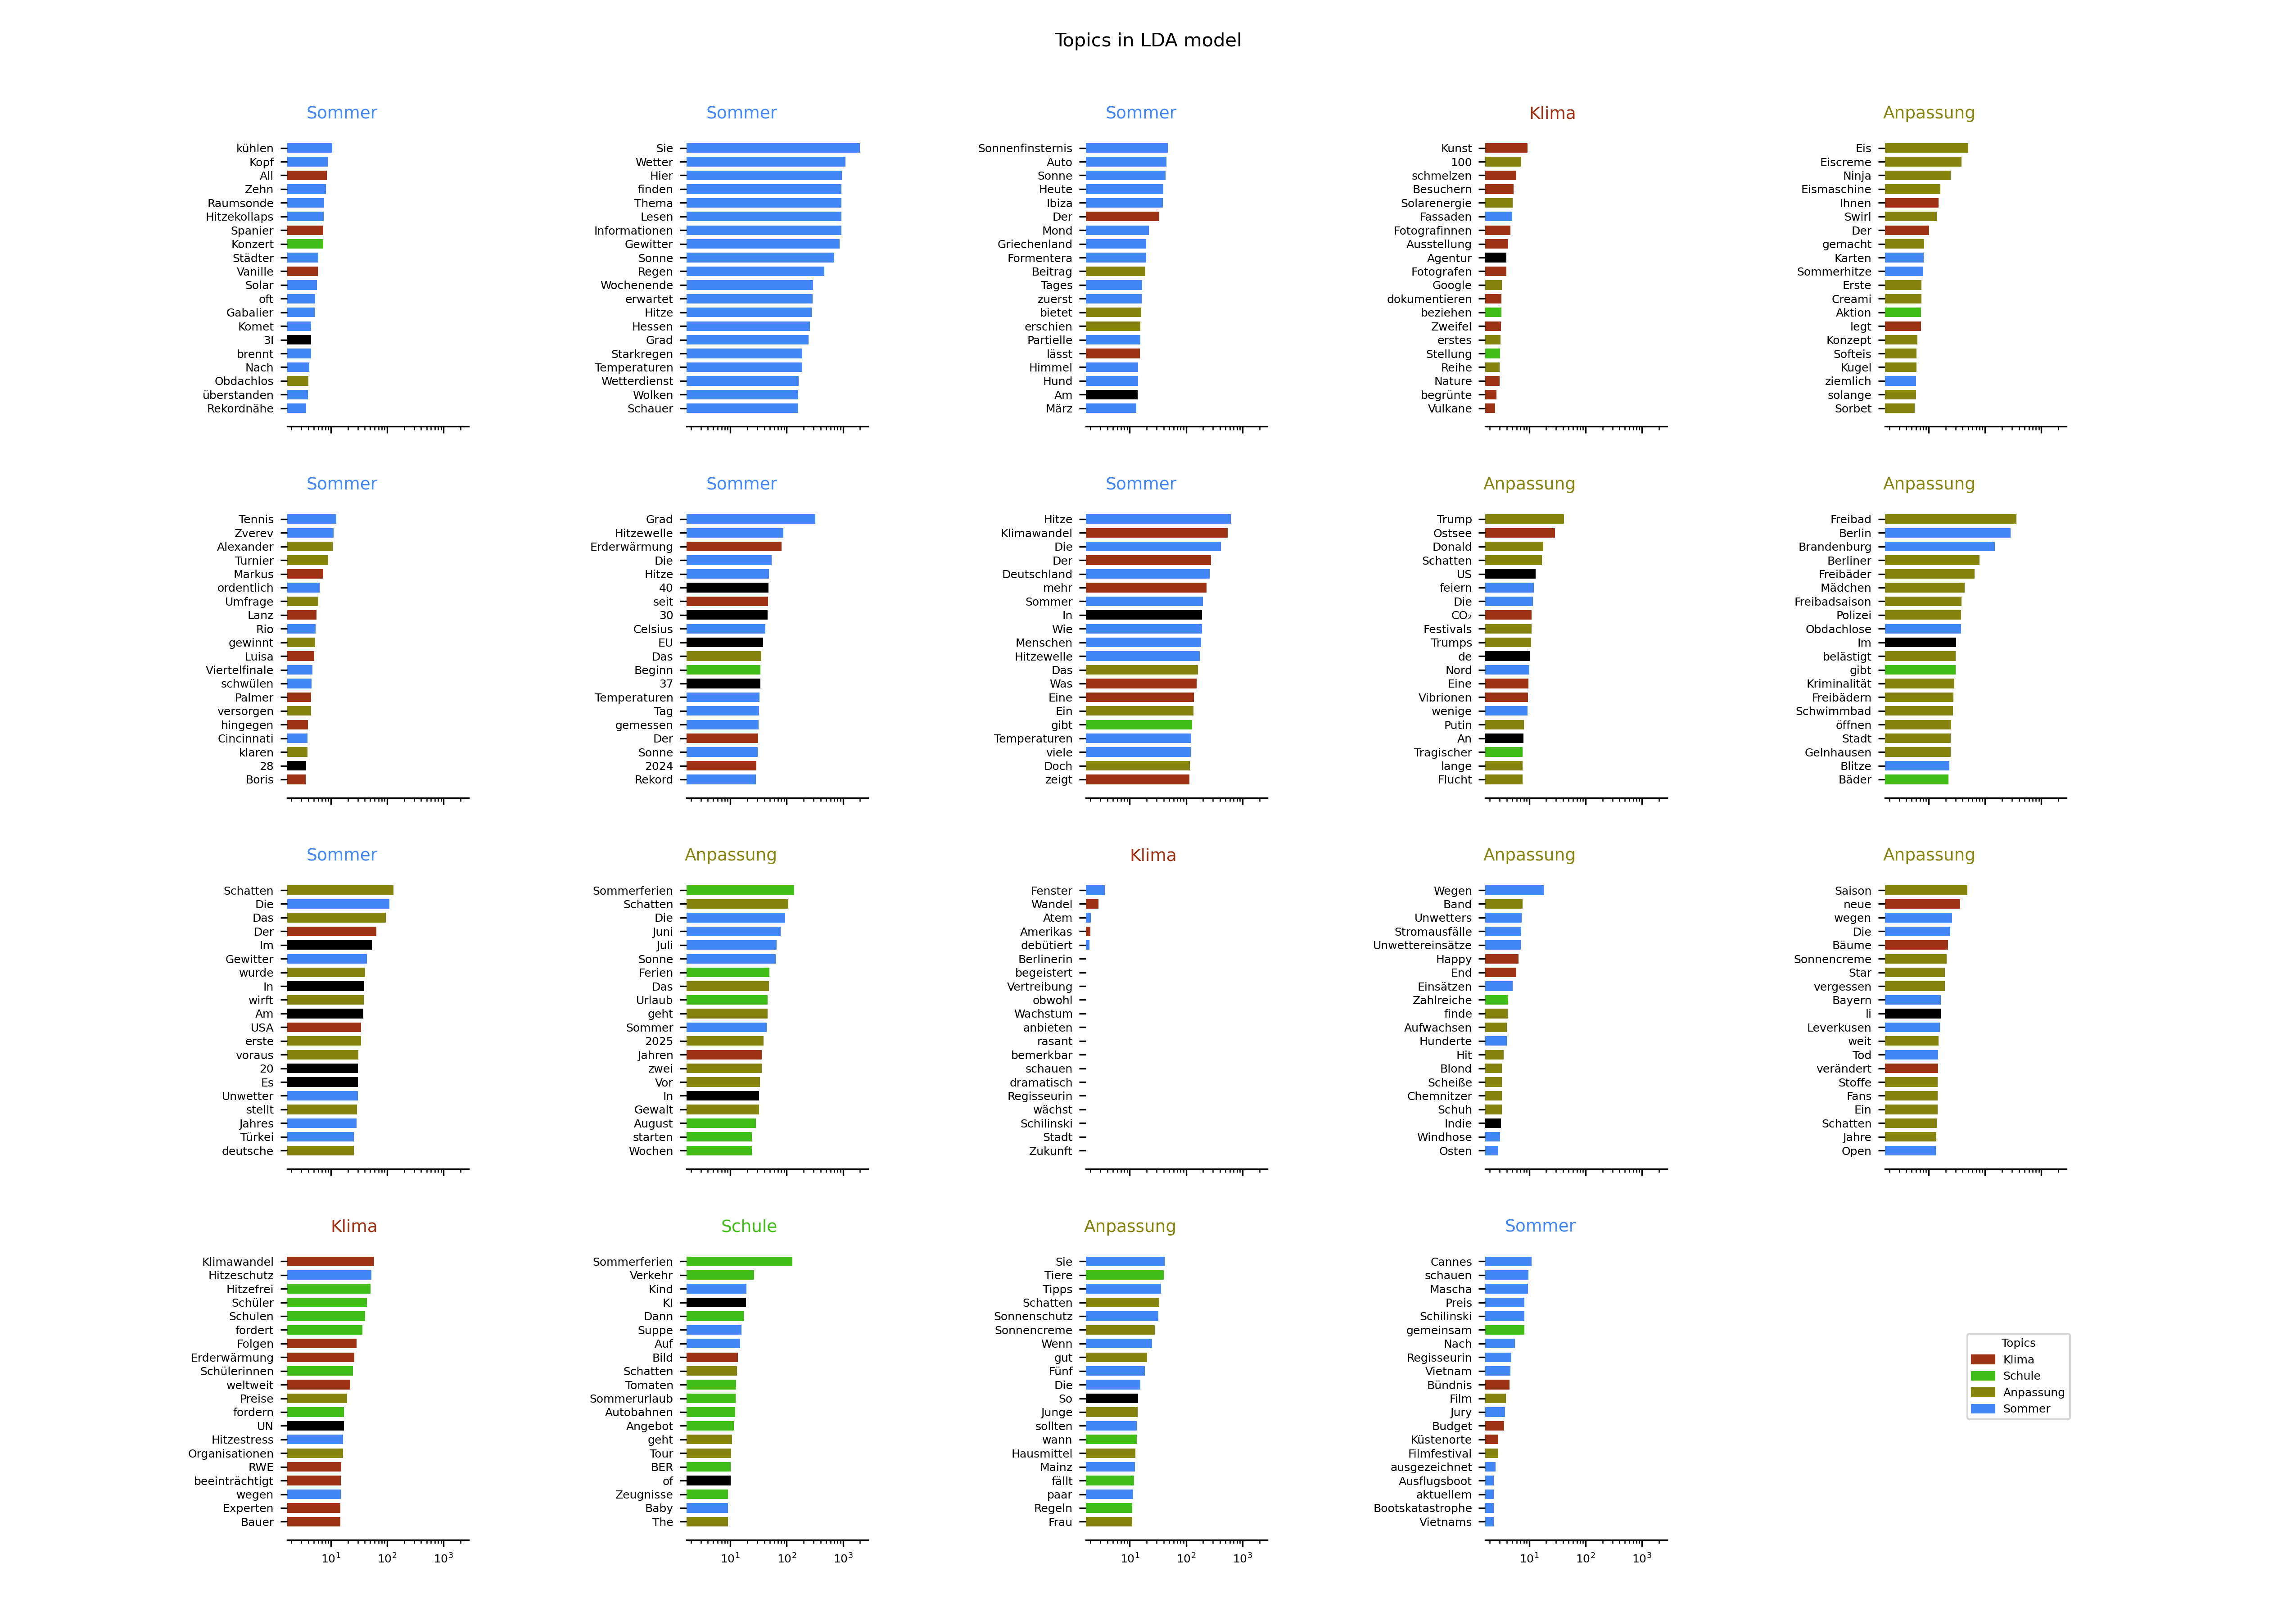 Topics in LDA model
Sommer
kühlen
Kopf
All
Zehn
Raumsonde
Hitzekollaps
Spanier
Konzert
Städter
Vanille
Solar
oft
Gabalier
Komet
3I
brennt
Nach
Obdachlos
überstanden
Rekordnähe
Sommer
Sie
Wetter
Hier
finden
Thema
Lesen
Informationen
Gewitter
Sonne
Regen
Wochenende
erwartet
Hitze
Hessen
Grad
Starkregen
Temperaturen
Wetterdienst
Wolken
Schauer
Sommer
Sonnenfinsternis
Auto
Sonne
Heute
Ibiza
Der
Mond
Griechenland
Formentera
Beitrag
Tages
zuerst
bietet
erschien
Partielle
lässt
Himmel
Hund
Am
März
Klima
Kunst
100
schmelzen
Besuchern
Solarenergie
Fassaden
Fotografinnen
Ausstellung
Agentur
Fotografen
Google
dokumentieren
beziehen
Zweifel
erstes
Stellung
Reihe
Nature
begrünte
Vulkane
Anpassung
Eis
Eiscreme
Ninja
Eismaschine
Ihnen
Swirl
Der
gemacht
Karten
Sommerhitze
Erste
Creami
Aktion
legt
Konzept
Softeis
Kugel
ziemlich
solange
Sorbet
Sommer
Tennis
Zverev
Alexander
Turnier
Markus
ordentlich
Umfrage
Lanz
Rio
gewinnt
Luisa
Viertelfinale
schwülen
Palmer
versorgen
hingegen
Cincinnati
klaren
28
Boris
Sommer
Grad
Hitzewelle
Erderwärmung
Die
Hitze
40
seit
30
Celsius
EU
Das
Beginn
37
Temperaturen
Tag
gemessen
Der
Sonne
2024
Rekord
Sommer
Hitze
Klimawandel
Die
Der
Deutschland
mehr
Sommer
In
Wie
Menschen
Hitzewelle
Das
Was
Eine
Ein
gibt
Temperaturen
viele
Doch
zeigt
Anpassung
Trump
Ostsee
Donald
Schatten
US
feiern
Die
CO₂
Festivals
Trumps
de
Nord
Eine
Vibrionen
wenige
Putin
An
Tragischer
lange
Flucht
Anpassung
Freibad
Berlin
Brandenburg
Berliner
Freibäder
Mädchen
Freibadsaison
Polizei
Obdachlose
Im
belästigt
gibt
Kriminalität
Freibädern
Schwimmbad
öffnen
Stadt
Gelnhausen
Blitze
Bäder
Sommer
Schatten
Die
Das
Der
Im
Gewitter
wurde
In
wirft
Am
USA
erste
voraus
20
Es
Unwetter
stellt
Jahres
Türkei
deutsche
Anpassung
Sommerferien
Schatten
Die
Juni
Juli
Sonne
Ferien
Das
Urlaub
geht
Sommer
2025
Jahren
zwei
Vor
In
Gewalt
August
starten
Wochen
Klima
Fenster
Wandel
Atem
Amerikas
debütiert
Berlinerin
begeistert
Vertreibung
obwohl
Wachstum
anbieten
rasant
bemerkbar
schauen
dramatisch
Regisseurin
wächst
Schilinski
Stadt
Zukunft
Anpassung
Wegen
Band
Unwetters
Stromausfälle
Unwettereinsätze
Happy
End
Einsätzen
Zahlreiche
finde
Aufwachsen
Hunderte
Hit
Blond
Scheiße
Chemnitzer
Schuh
Indie
Windhose
Osten
Anpassung
Saison
neue
wegen
Die
Bäume
Sonnencreme
Star
vergessen
Bayern
li
Leverkusen
weit
Tod
verändert
Stoffe
Fans
Ein
Schatten
Jahre
Open
Klima
Klimawandel
Hitzeschutz
Hitzefrei
Schüler
Schulen
fordert
Folgen
Erderwärmung
Schülerinnen
weltweit
Preise
fordern
UN
Hitzestress
Organisationen
RWE
beeinträchtigt
wegen
Experten
Bauer
10¹ 10² 10³
Schule
Sommerferien
Verkehr
Kind
KI
Dann
Suppe
Auf
Bild
Schatten
Tomaten
Sommerurlaub
Autobahnen
Angebot
geht
Tour
BER
of
Zeugnisse
Baby
The
10¹ 10² 10³
Anpassung
Sie
Tiere
Tipps
Schatten
Sonnenschutz
Sonnencreme
Wenn
gut
Fünf
Die
So
Junge
sollten
wann
Hausmittel
Mainz
fällt
paar
Regeln
Frau
10¹ 10² 10³
Sommer
Cannes
schauen
Mascha
Preis
Schilinski
gemeinsam
Nach
Regisseurin
Vietnam
Bündnis
Film
Jury
Budget
Küstenorte
Filmfestival
ausgezeichnet
Ausflugsboot
aktuellem
Bootskatastrophe
Vietnams
10¹ 10² 10³
Topics
Klima
Schule
Anpassung
Sommer